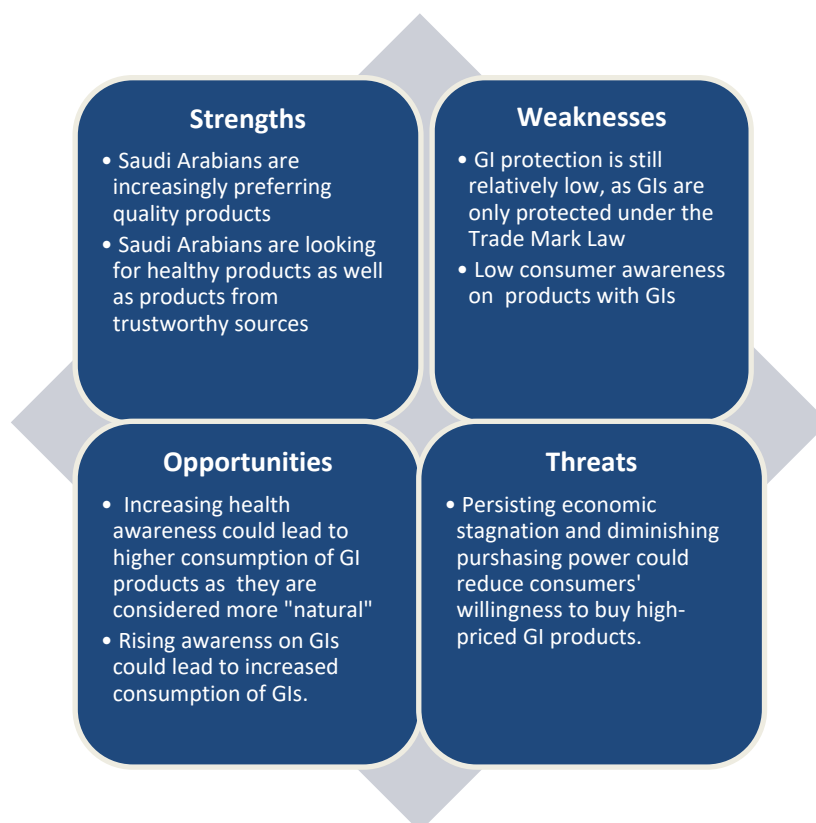 Strengths
• Saudi Arabians are
increasingly preferring
quality products
• Saudi Arabians are looking
for healthy products as well
as products from
trustworthy sources
Weaknesses
• GI protection is still
relatively low, as GIs are
only protected under the
Trade Mark Law
• Low consumer awareness
on products with GIs
Opportunities
• Increasing health
awareness could lead to
higher consumption of GI
products as they are
considered more "natural"
• Rising awarenss on GIs
could lead to increased
consumption of GIs.
Threats
• Persisting economic
stagnation and diminishing
purshasing power could
reduce consumers'
willingness to buy high-
priced GI products.